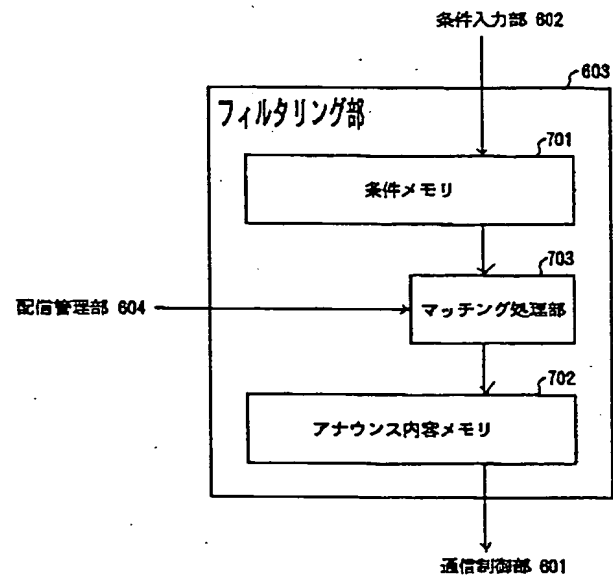 条件入力部 602
603
フィルタリング部
701
条件メモリ
703
配信管理部 604
マッチング処理部
702
アナウンス内容メモリ
通信制御部 601